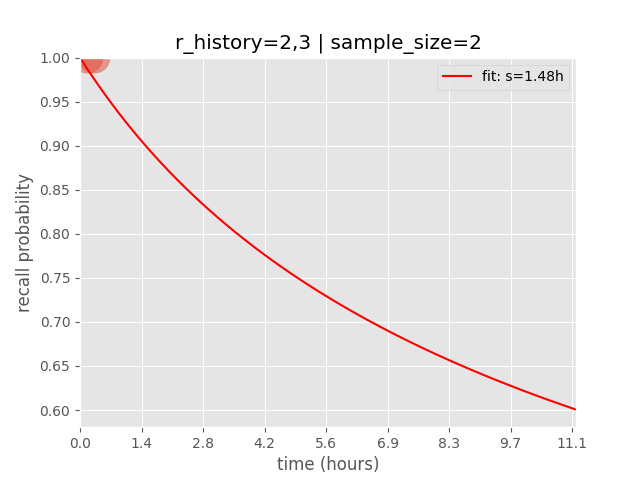 r_history=2,3 | sample_size=2
fit: s=1.48h
1.00
0.95
0.90
0.85
0.80
0.75
0.70
0.65
0.60
recall probability
0.0 1.4 2.8 4.2 5.6 6.9 8.3 9.7 11.1
time (hours)